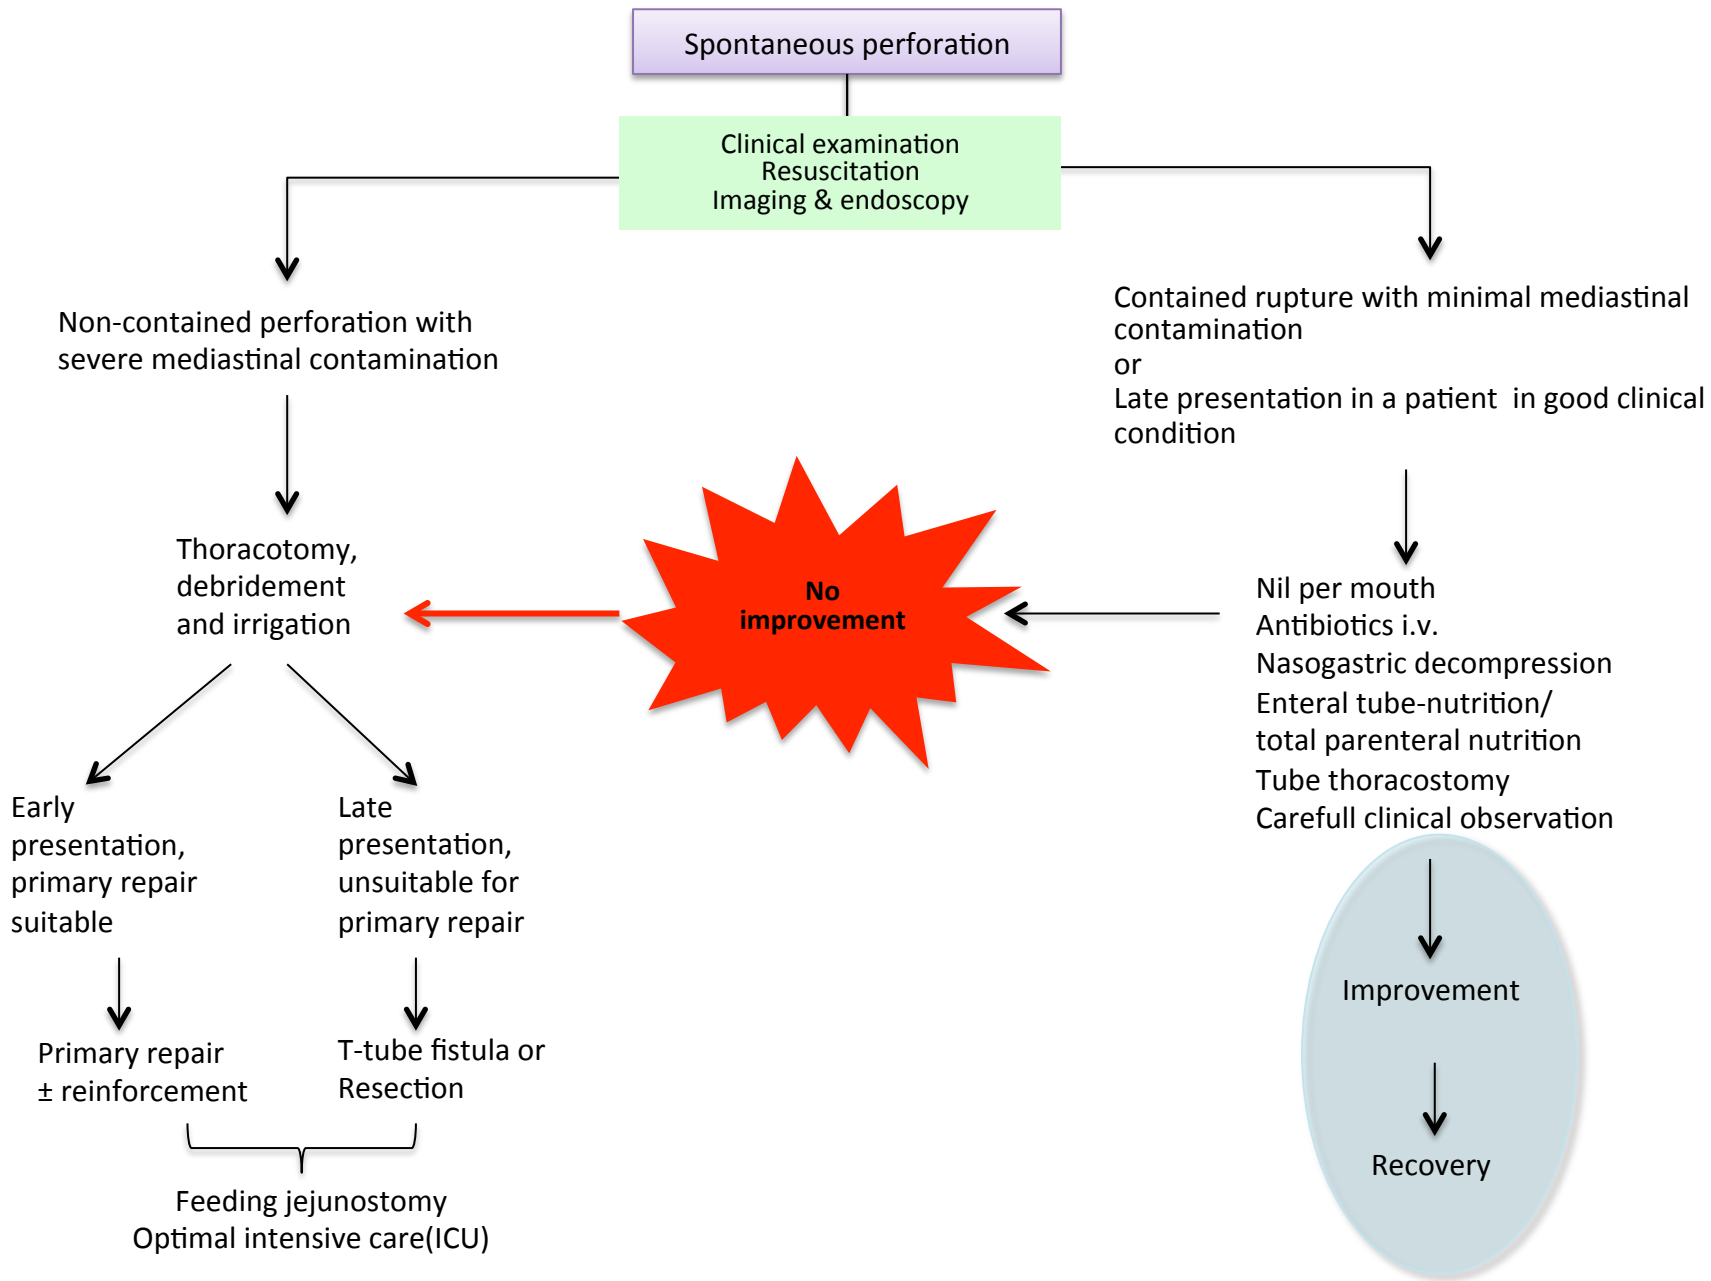 Spontaneous perforation
Clinical examination
Resuscitation
Imaging & endoscopy
Non-contained perforation with
severe mediastinal contamination
Contained rupture with minimal mediastinal
contamination
or
Late presentation in a patient  in good clinical
condition
Thoracotomy,
debridement
and irrigation
No
improvement
Nil per mouth
Antibiotics i.v.
Nasogastric decompression
Enteral tube-nutrition/
total parenteral nutrition
Tube thoracostomy
Carefull clinical observation
Early
presentation,
primary repair
suitable
Late
presentation,
unsuitable for
primary repair
Primary repair
± reinforcement
T-tube fistula or
Resection
Feeding jejunostomy
Optimal intensive care(ICU)
Improvement
Recovery